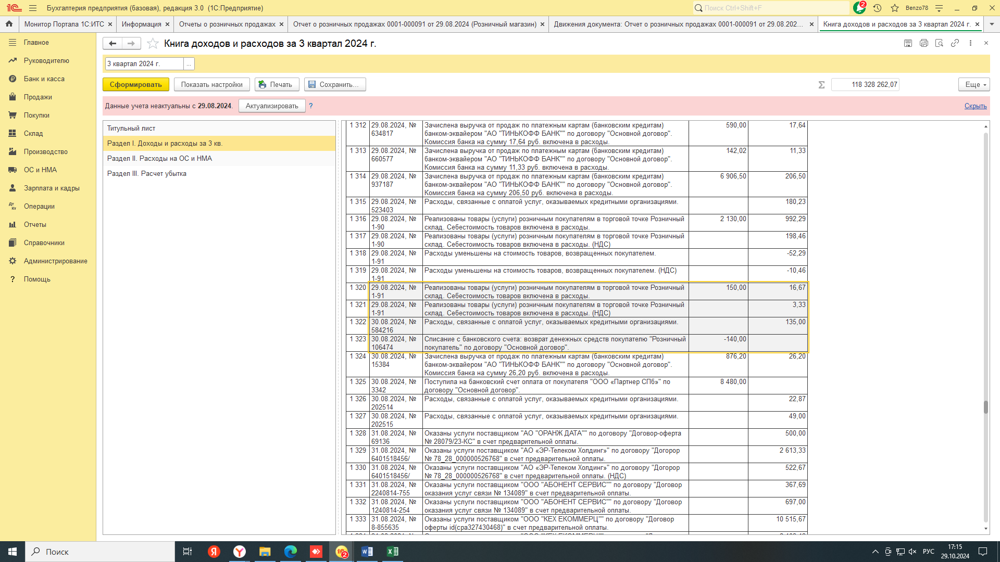 Бухгалтерия предприятия (базовая), редакция 3.0 (1С:Предприятие)
Поиск Ctrl+Shift+F
2
Benzo78
Монитор Портала 1С:ИТС
Информация
Отчеты о розничных продажах
Отчет о розничных продажах 0001-000091 от 29.08.2024 (Розничный магазин)
Движения документа: Отчет о розничных продажах 0001-000091 от 29.08.202...
Книга доходов и расходов за 3 квартал 2024 г.
Главное
Руководителю
Банк и касса
Продажи
Покупки
Склад
Производство
ОС и НМА
Зарплата и кадры
Операции
Отчеты
Справочники
Администрирование
Помощь
Книга доходов и расходов за 3 квартал 2024 г.
3 квартал 2024 г.
...
Сформировать
Показать настройки
Печать
Сохранить...
Σ
118 328 262,07
Еще
Данные учета неактуальны с 29.08.2024.
Актуализировать
?
Скрыть
Титульный лист
Раздел I. Доходы и расходы за 3 кв.
Раздел II. Расходы на ОС и НМА
Раздел III. Расчет убытка
1 312 29.08.2024, № Зачислена выручка от продаж по платежным картам (банковским кредитам) 590,00 17,64
634817 банком-эквайером "АО "ТИНЬКОФФ БАНК"" по договору "Основной договор".
Комиссия банка на сумму 17,64 руб. включена в расходы.
1 313 29.08.2024, № Зачислена выручка от продаж по платежным картам (банковским кредитам) 142,02 11,33
660577 банком-эквайером "АО "ТИНЬКОФФ БАНК"" по договору "Основной договор".
Комиссия банка на сумму 11,33 руб. включена в расходы.
1 314 29.08.2024, № Зачислена выручка от продаж по платежным картам (банковским кредитам) 6 906,50 206,50
937187 банком-эквайером "АО "ТИНЬКОФФ БАНК"" по договору "Основной договор".
Комиссия банка на сумму 206,50 руб. включена в расходы.
1 315 29.08.2024, № Расходы, связанные с оплатой услуг, оказываемых кредитными организациями. 180,23
523403
1 316 29.08.2024, № Реализованы товары (услуги) розничным покупателям в торговой точке Розничный 2 130,00 992,29
1-90 склад. Себестоимость товаров включена в расходы.
1 317 29.08.2024, № Реализованы товары (услуги) розничным покупателям в торговой точке Розничный 198,46
1-90 склад. Себестоимость товаров включена в расходы. (НДС)
1 318 29.08.2024, № Расходы уменьшены на стоимость товаров, возвращенных покупателем. -52,29
1-91
1 319 29.08.2024, № Расходы уменьшены на стоимость товаров, возвращенных покупателем. (НДС) -10,46
1-91
1 320 29.08.2024, № Реализованы товары (услуги) розничным покупателям в торговой точке Розничный 150,00 16,67
1-91 склад. Себестоимость товаров включена в расходы.
1 321 29.08.2024, № Реализованы товары (услуги) розничным покупателям в торговой точке Розничный 3,33
1-91 склад. Себестоимость товаров включена в расходы. (НДС)
1 322 30.08.2024, № Расходы, связанные с оплатой услуг, оказываемых кредитными организациями. 135,00
584216
1 323 30.08.2024, № Списание с банковского счета: возврат денежных средств покупателю "Розничный -140,00
106474 покупатель" по договору "Основной договор".
1 324 30.08.2024, № Зачислена выручка от продаж по платежным картам (банковским кредитам) 876,20 26,20
15384 банком-эквайером "АО "ТИНЬКОФФ БАНК"" по договору "Основной договор".
Комиссия банка на сумму 26,20 руб. включена в расходы.
1 325 30.08.2024, № Поступила на банковский счет оплата от покупателя "ООО «Партнер СПб»" по 8 480,00
3342 договору "Основной договор".
1 326 30.08.2024, № Расходы, связанные с оплатой услуг, оказываемых кредитными организациями. 22,87
202514
1 327 30.08.2024, № Расходы, связанные с оплатой услуг, оказываемых кредитными организациями. 49,00
202515
1 328 31.08.2024, № Оказаны услуги поставщиком "АО "ОРАНЖ ДАТА"" по договору "Договор-оферта 500,00
69136 № 28079/23-КС" в счет предварительной оплаты.
1 329 31.08.2024, № Оказаны услуги поставщиком "АО «ЭР-Телеком Холдинг»" по договору "Догорор 2 613,33
6401518456/ № 78_28_000000526768" в счет предварительной оплаты.
1 330 31.08.2024, № Оказаны услуги поставщиком "АО «ЭР-Телеком Холдинг»" по договору "Догорор 522,67
6401518456/ № 78_28_000000526768" в счет предварительной оплаты. (НДС)
1 331 31.08.2024, № Оказаны услуги поставщиком "ООО "АБОНЕНТ СЕРВИС"" по договору "Договор 367,69
2240814-755 оказания услуг связи № 134089" в счет предварительной оплаты.
1 332 31.08.2024, № Оказаны услуги поставщиком "ООО "АБОНЕНТ СЕРВИС"" по договору "Договор 697,00
1240814-254 оказания услуг связи № 134089" в счет предварительной оплаты.
1 333 31.08.2024, № Оказаны услуги поставщиком "ООО "КЕХ ЕКОММЕРЦ"" по договору "Договор 10 515,67
8-855635 оферты id(cpa327430468)" в счет предварительной оплаты.
Поиск
2
РУС
17:15
29.10.2024